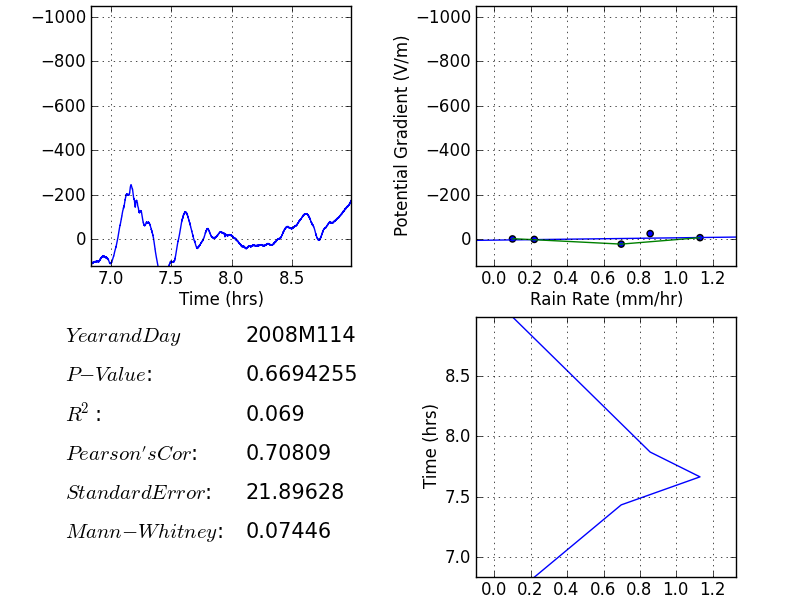 −1000
−800
−600
−400
−200
0
7.0 7.5 8.0 8.5
Time (hrs)
Potential Gradient (V/m)
−1000
−800
−600
−400
−200
0
0.0 0.2 0.4 0.6 0.8 1.0 1.2
Rain Rate (mm/hr)
YearandDay 2008M114
P−Value: 0.6694255
R²: 0.069
Pearson'sCor: 0.70809
StandardError: 21.89628
Mann−Whitney: 0.07446
Time (hrs)
8.5
8.0
7.5
7.0
0.0 0.2 0.4 0.6 0.8 1.0 1.2